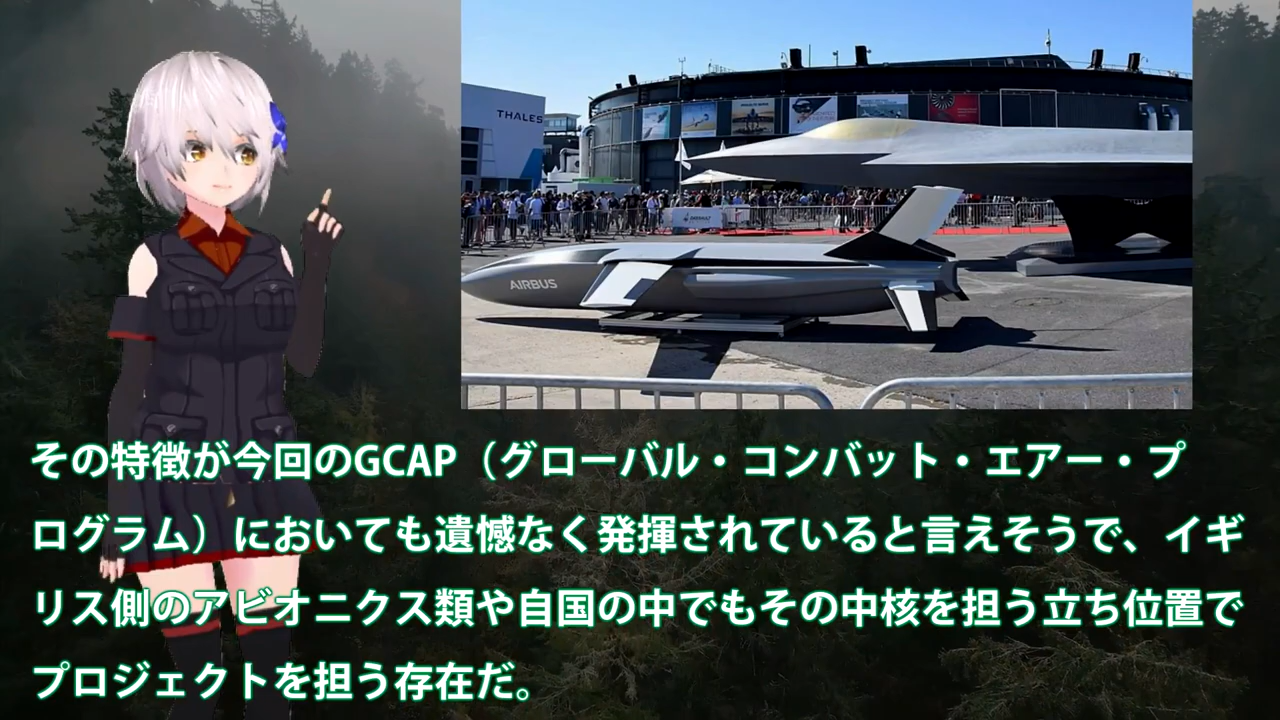 THALES
AIRBUS
その特徴が今回のGCAP（グローバル・コンバット・エアー・プ
ログラム）においても遺憾なく発揮されていると言えそうで、イギ
リス側のアビオニクス類や自国の中でもその中核を担う立ち位置で
プロジェクトを担う存在だ。